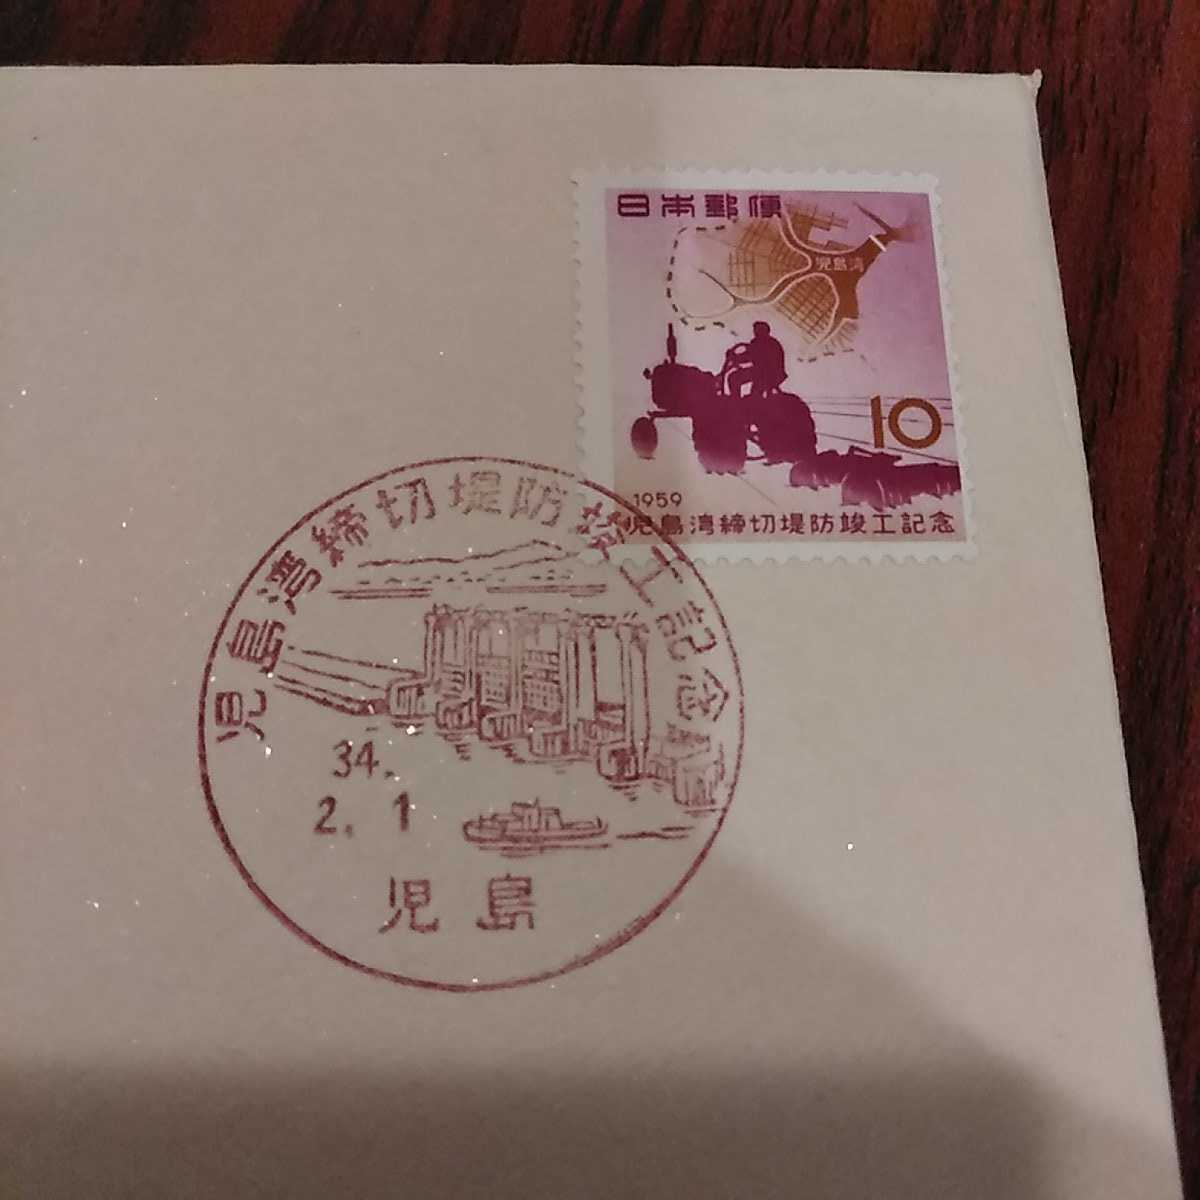 日本郵便
児島湾
10
1959
児島湾締切堤防竣工記念
児島湾締切堤防竣工記念
34.
2. 1
児島